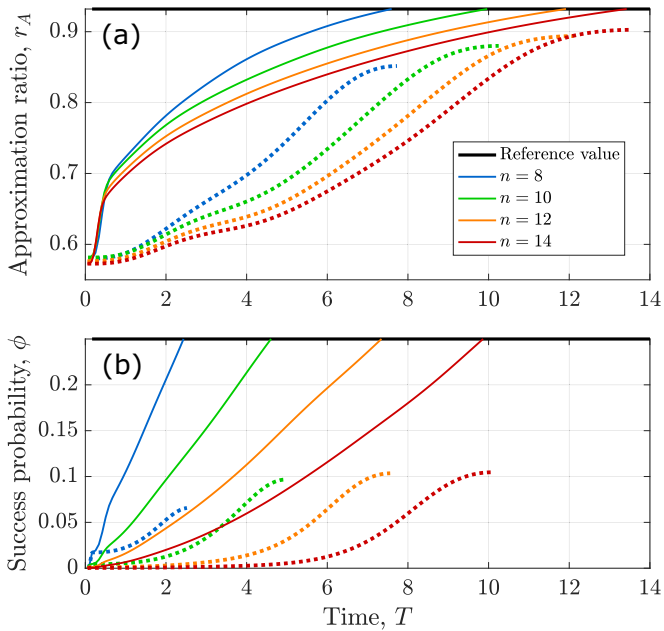 (a)
Approximation ratio, r_A
0.9
0.8
0.7
0.6
Reference value
n = 8
n = 10
n = 12
n = 14
0 2 4 6 8 10 12 14
(b)
Success probability, ϕ
0.2
0.15
0.1
0.05
0
0 2 4 6 8 10 12 14
Time, T